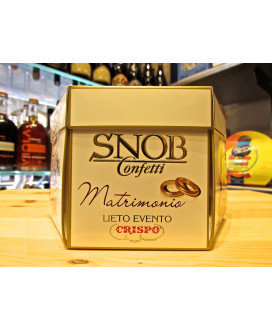 SNOB
Confetti
Matrimonio
LIETO EVENTO
CRISPO